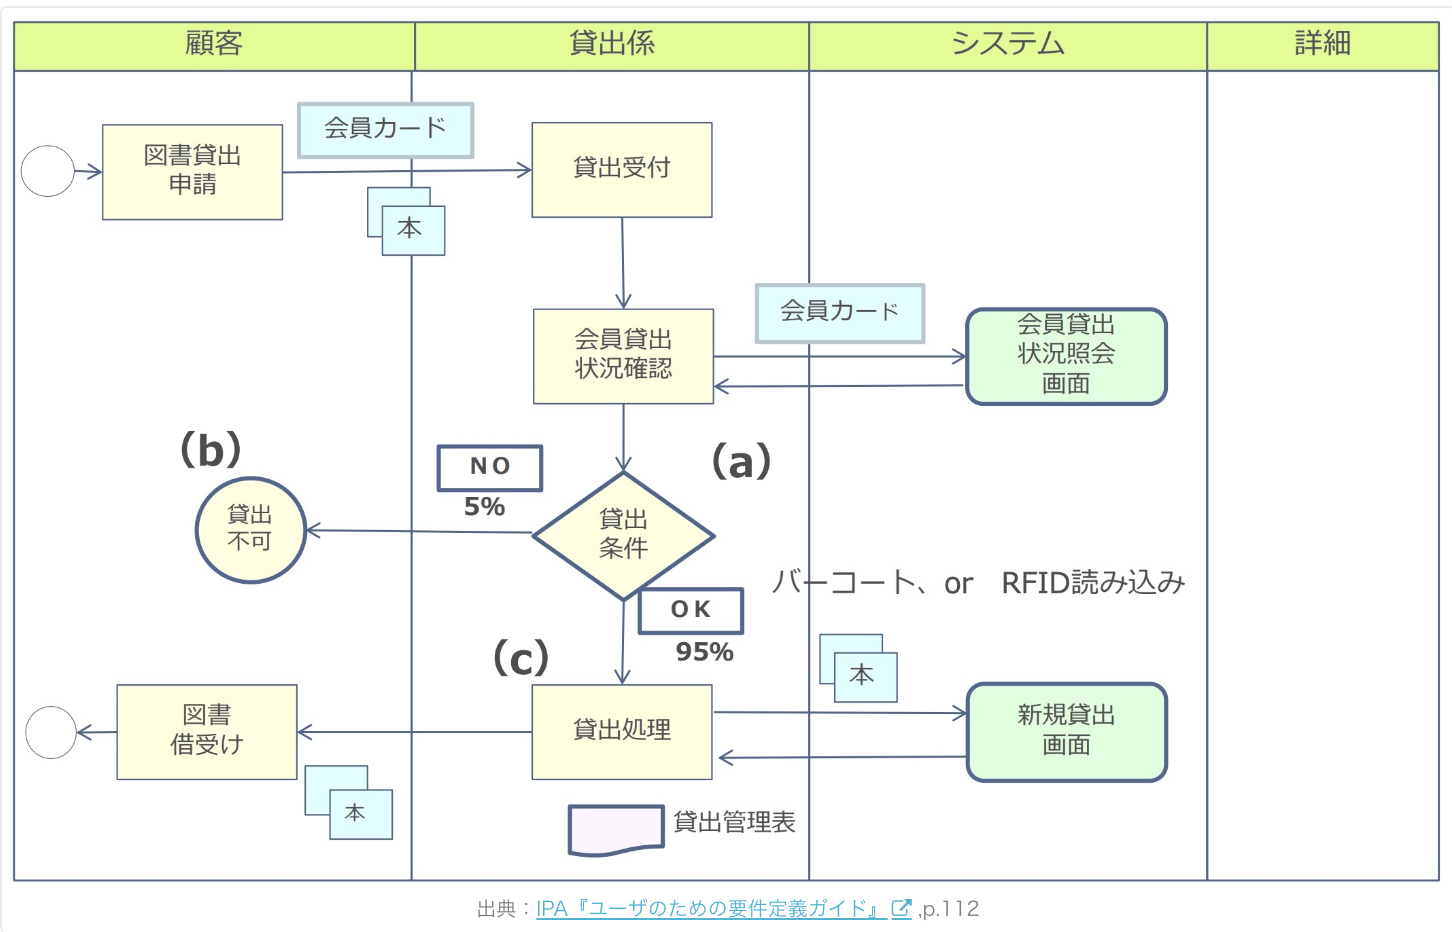 顧客
貸出係
システム
詳細
会員カード
図書貸出
申請
貸出受付
本
会員カード
会員貸出
状況確認
会員貸出
状況照会
画面
(b)
NO
5%
(a)
貸出
不可
貸出
条件
バーコート、or　RFID読み込み
OK
95%
(c)
本
図書
借受け
貸出処理
新規貸出
画面
本
貸出管理表
出典：IPA『ユーザのための要件定義ガイド』 ,p.112